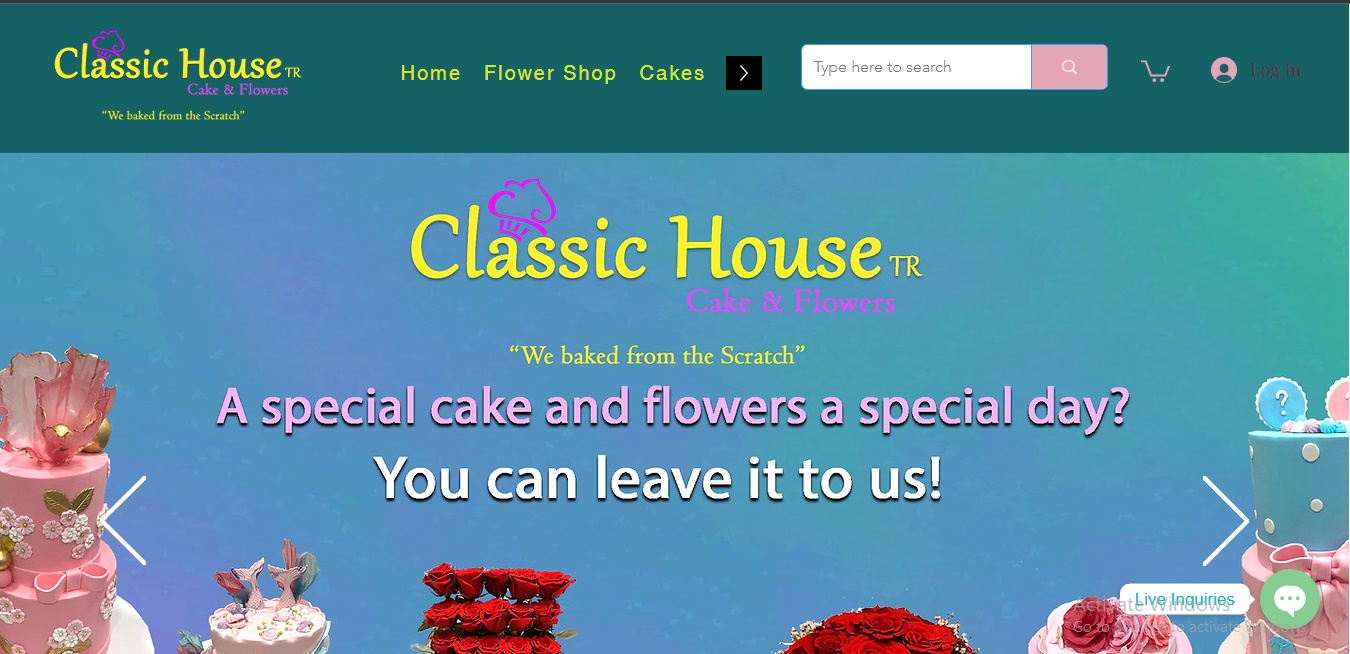 Classic House TR
Cake & Flowers
“We baked from the Scratch”
Home Flower Shop Cakes
Type here to search
Log In
Classic House TR
Cake & Flowers
“We baked from the Scratch”
A special cake and flowers a special day?
You can leave it to us!
?
Live Inquiries
Activate Windows
Go to
to activate